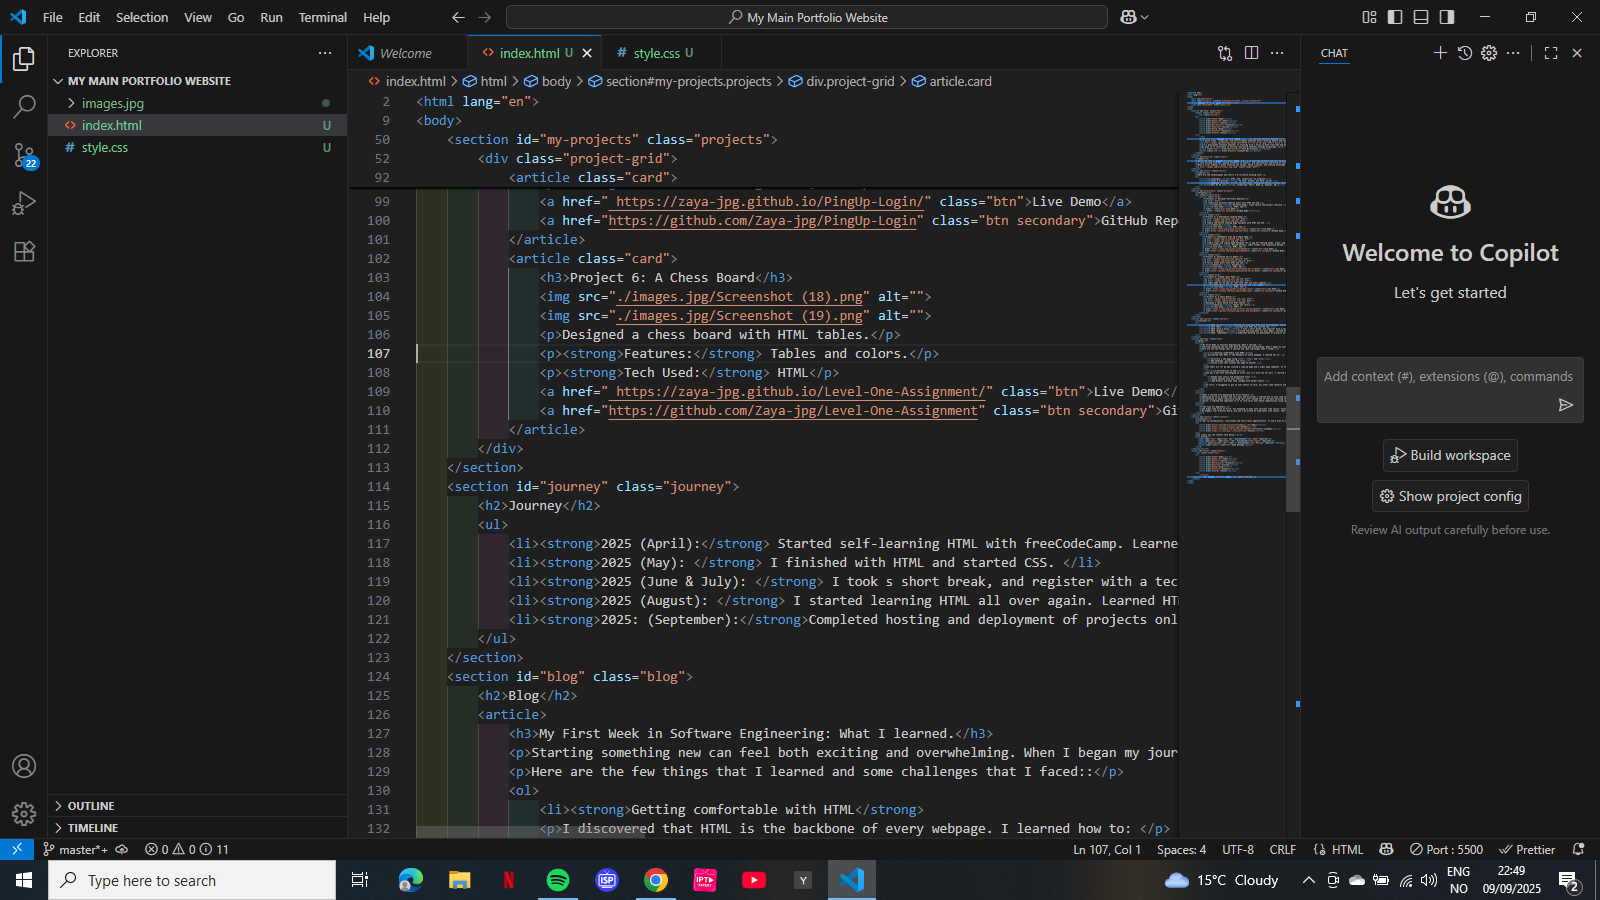 File Edit Selection View Go Run Terminal Help
My Main Portfolio Website
EXPLORER
MY MAIN PORTFOLIO WEBSITE
images.jpg
index.html U
# style.css U
22
OUTLINE
TIMELINE
Welcome
<> index.html U
# style.css U
<> index.html > html > body > section#my-projects.projects > div.project-grid > article.card
2 <html lang="en">
9 <body>
50 <section id="my-projects" class="projects">
52 <div class="project-grid">
92 <article class="card">
99 <a href=" https://zaya-jpg.github.io/PingUp-Login/" class="btn">Live Demo</a>
100 <a href="https://github.com/Zaya-jpg/PingUp-Login" class="btn secondary">GitHub Rep
101 </article>
102 <article class="card">
103 <h3>Project 6: A Chess Board</h3>
104 <img src="./images.jpg/Screenshot (18).png" alt="">
105 <img src="./images.jpg/Screenshot (19).png" alt="">
106 <p>Designed a chess board with HTML tables.</p>
107 <p><strong>Features:</strong> Tables and colors.</p>
108 <p><strong>Tech Used:</strong> HTML</p>
109 <a href=" https://zaya-jpg.github.io/Level-One-Assignment/" class="btn">Live Demo</
110 <a href="https://github.com/Zaya-jpg/Level-One-Assignment" class="btn secondary">Gi
111 </article>
112 </div>
113 </section>
114 <section id="journey" class="journey">
115 <h2>Journey</h2>
116 <ul>
117 <li><strong>2025 (April):</strong> Started self-learning HTML with freeCodeCamp. Learne
118 <li><strong>2025 (May): </strong> I finished with HTML and started CSS. </li>
119 <li><strong>2025 (June & July): </strong> I took s short break, and register with a tec
120 <li><strong>2025 (August): </strong> I started learning HTML all over again. Learned HT
121 <li><strong>2025: (September):</strong>Completed hosting and deployment of projects onl
122 </ul>
123 </section>
124 <section id="blog" class="blog">
125 <h2>Blog</h2>
126 <article>
127 <h3>My First Week in Software Engineering: What I learned.</h3>
128 <p>Starting something new can feel both exciting and overwhelming. When I began my jour
129 <p>Here are the few things that I learned and some challenges that I faced::</p>
130 <ol>
131 <li><strong>Getting comfortable with HTML</strong>
132 <p>I discovered that HTML is the backbone of every webpage. I learned how to: </p>
CHAT
Welcome to Copilot
Let's get started
Add context (#), extensions (@), commands
Build workspace
Show project config
Review AI output carefully before use.
master*+ 0 0 11
Ln 107, Col 1 Spaces: 4 UTF-8 CRLF {} HTML Port : 5500 Prettier
Type here to search
N
ISP
IPTV
EXPERT
Y
15°C Cloudy
ENG
NO
22:49
09/09/2025
2